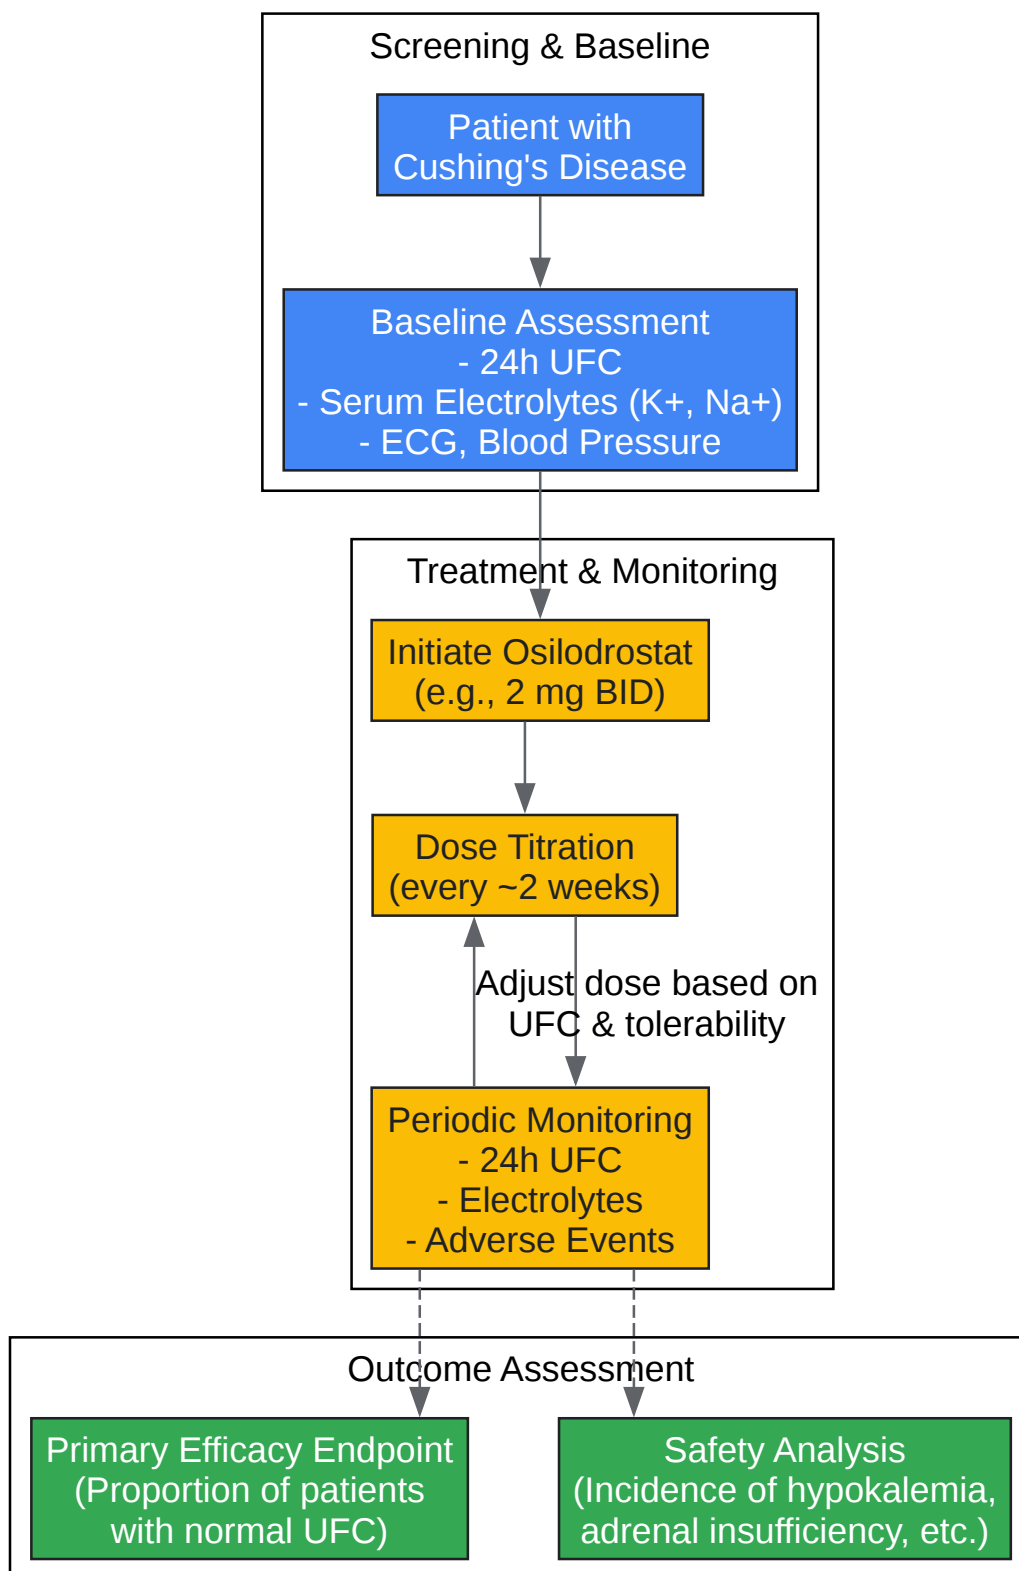 Screening & Baseline
Patient with
Cushing's Disease
Baseline Assessment
- 24h UFC
- Serum Electrolytes (K+, Na+)
- ECG, Blood Pressure
Treatment & Monitoring
Initiate Osilodrostat
(e.g., 2 mg BID)
Dose Titration
(every ~2 weeks)
Adjust dose based on
UFC & tolerability
Periodic Monitoring
- 24h UFC
- Electrolytes
- Adverse Events
Outcome Assessment
Primary Efficacy Endpoint
(Proportion of patients
with normal UFC)
Safety Analysis
(Incidence of hypokalemia,
adrenal insufficiency, etc.)